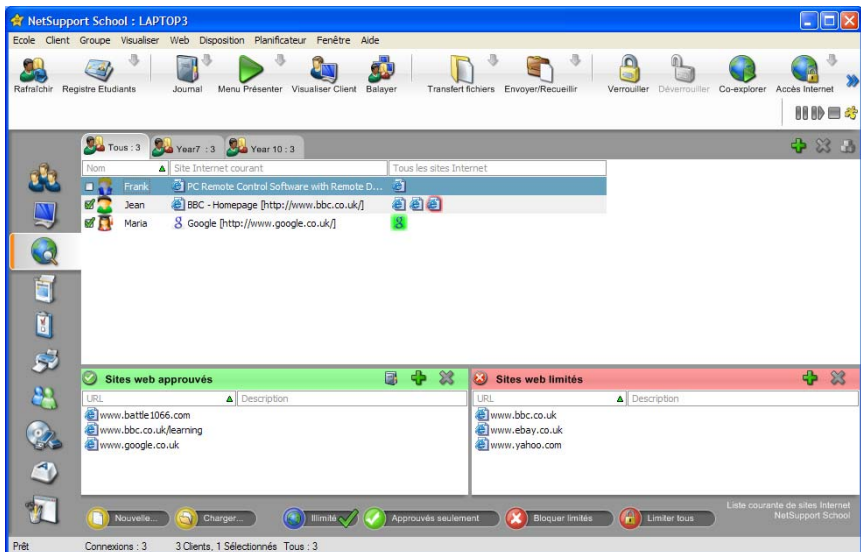 NetSupport School : LAPTOP3
Ecole Client Groupe Visualiser Web Disposition Planificateur Fenêtre Aide
Rafraîchir Registre Etudiants Journal Menu Présenter Visualiser Client Balayer Transfert fichiers Envoyer/Recueillir Verrouiller Déverrouiller Co-explorer Accès Internet
Tous : 3 Year7 : 3 Year 10 : 3
Nom Site Internet courant Tous les sites Internet
Frank PC Remote Control Software with Remote D...
Jean BBC - Homepage [http://www.bbc.co.uk/]
Maria Google [http://www.google.co.uk/]
Sites web approuvés
URL Description
www.battle1066.com
www.bbc.co.uk/learning
www.google.co.uk
Sites web limités
URL Description
www.bbc.co.uk
www.ebay.co.uk
www.yahoo.com
Nouvelle... Charger... Illimité Approuvés seulement Bloquer limités Limiter tous
Liste courante de sites Internet
NetSupport School
Prêt Connexions : 3 3 Clients, 1 Sélectionnés Tous : 3